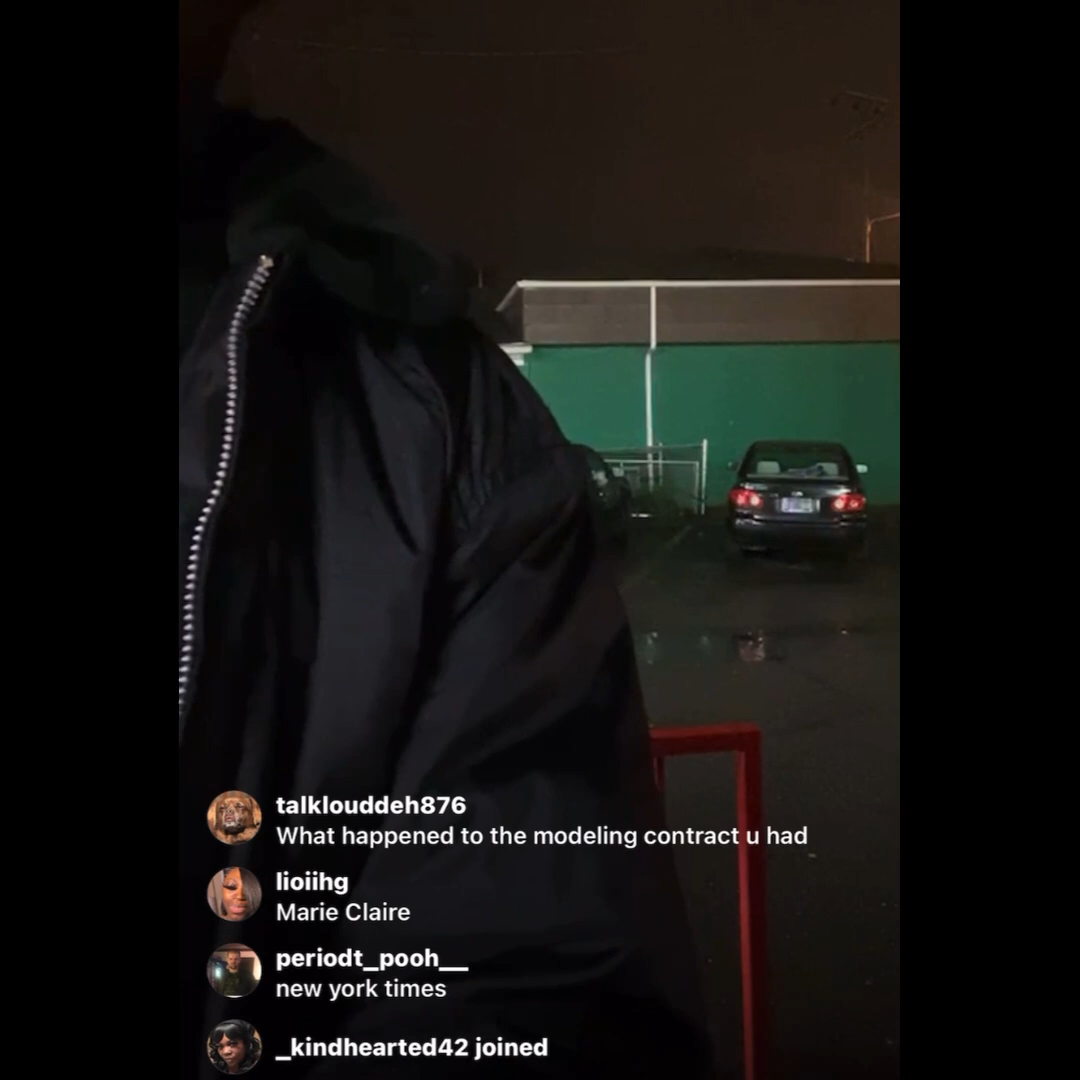 talklouddeh876
What happened to the modeling contract u had
lioiihg
Marie Claire
periodt_pooh__
new york times
_kindhearted42 joined